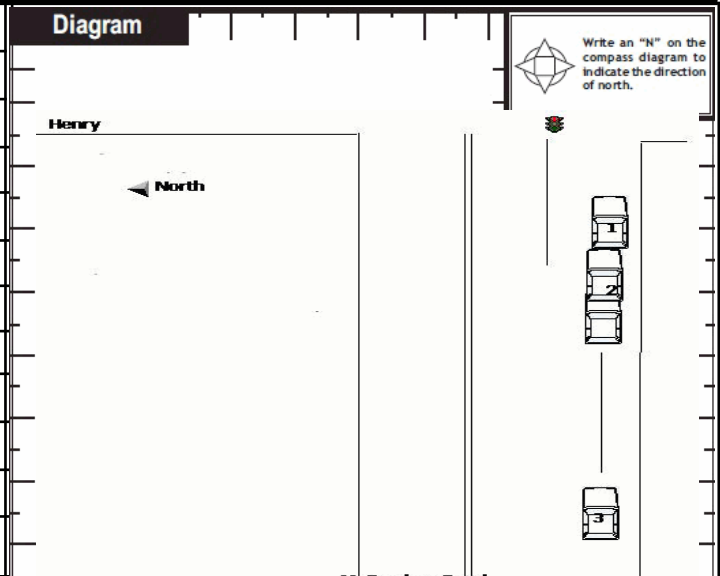 Diagram
Write an “N” on the
compass diagram to
indicate the direction
of north.
Henry
North
1
2
3